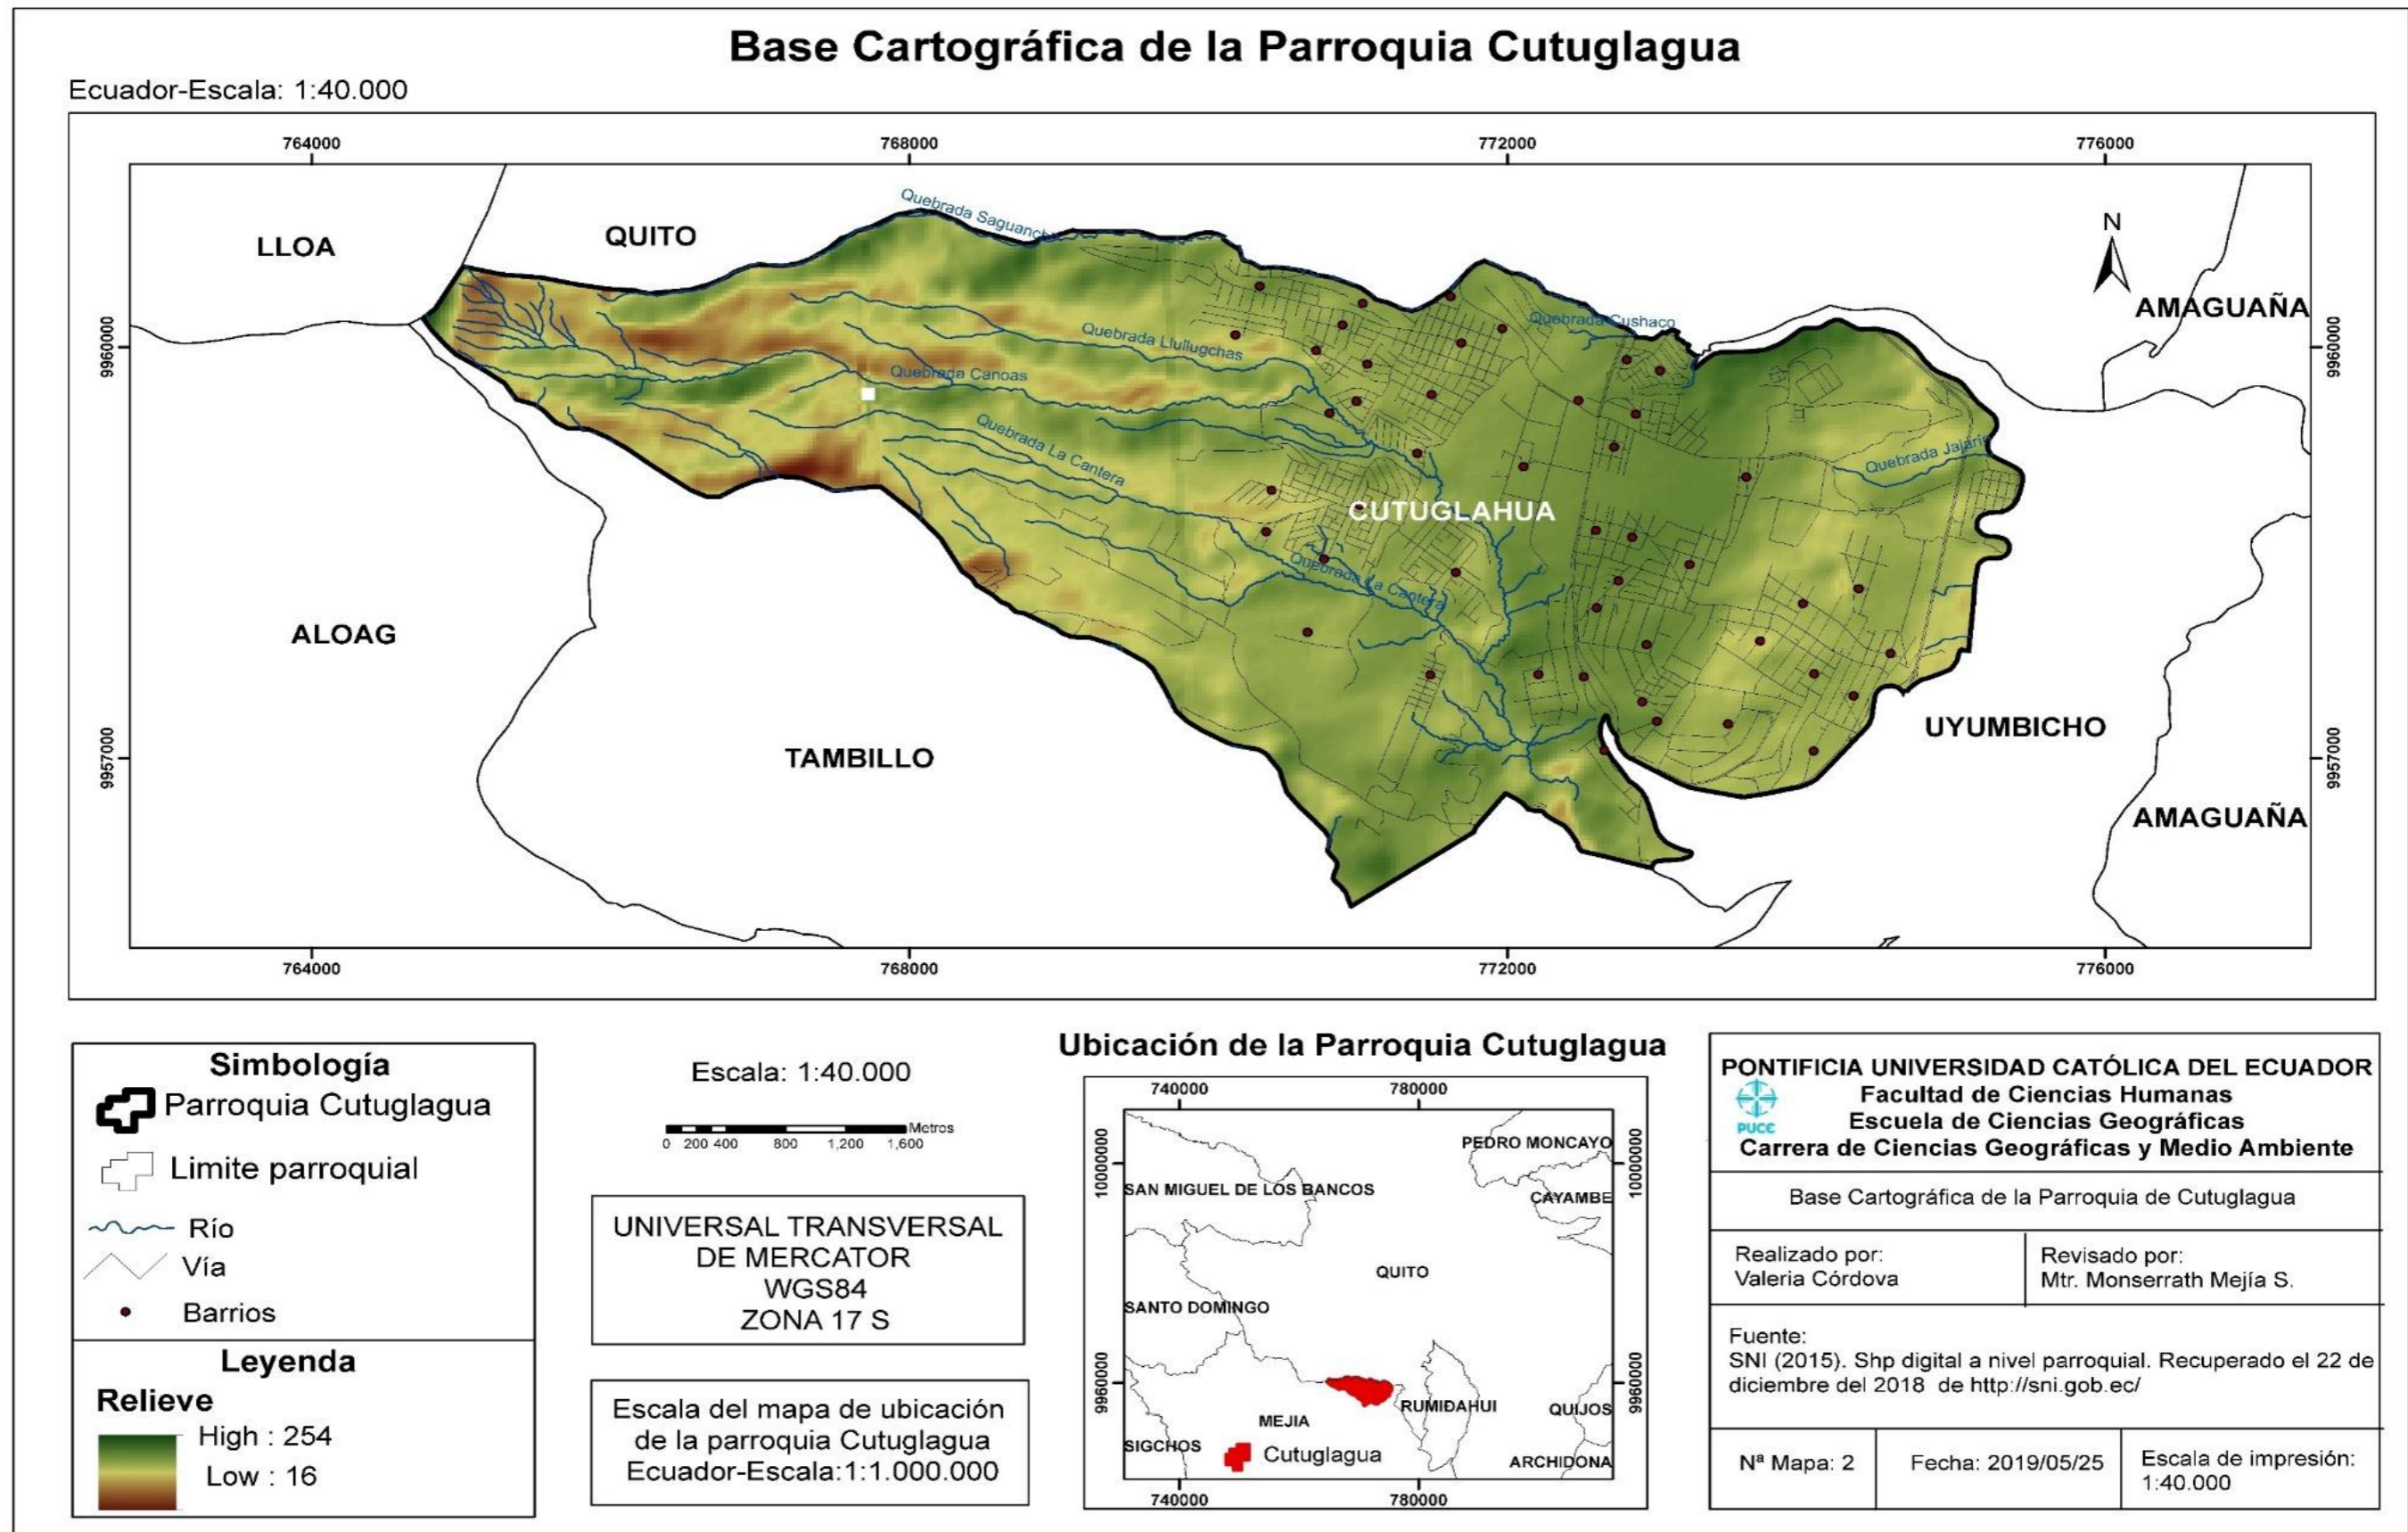 Base Cartográfica de la Parroquia Cutuglagua
Ecuador-Escala: 1:40.000
764000
768000
772000
776000
9960000
9960000
9957000
9957000
764000
768000
772000
776000
N
LLOA
QUITO
AMAGUAÑA
Quebrada Saguanchi
Quebrada Cushaco
Quebrada Llullugchas
Quebrada Canoas
Quebrada La Cantera
Quebrada Jajaris
CUTUGLAHUA
Quebrada La Cantera
ALOAG
TAMBILLO
UYUMBICHO
AMAGUAÑA
Simbología
Parroquia Cutuglagua
Limite parroquial
Río
Vía
Barrios
Leyenda
Relieve
High : 254
Low : 16
Escala: 1:40.000
Metros
0 200 400 800 1,200 1,600
UNIVERSAL TRANSVERSAL
DE MERCATOR
WGS84
ZONA 17 S
Escala del mapa de ubicación
de la parroquia Cutuglagua
Ecuador-Escala:1:1.000.000
Ubicación de la Parroquia Cutuglagua
740000
780000
10000000
10000000
9960000
9960000
740000
780000
PEDRO MONCAYO
SAN MIGUEL DE LOS BANCOS
CAYAMBE
QUITO
SANTO DOMINGO
RUMIDAHUI
QUIJOS
MEJIA
SIGCHOS
Cutuglagua
ARCHIDONA
PONTIFICIA UNIVERSIDAD CATÓLICA DEL ECUADOR
Facultad de Ciencias Humanas
Escuela de Ciencias Geográficas
Carrera de Ciencias Geográficas y Medio Ambiente
PUCC
Base Cartográfica de la Parroquia de Cutuglagua
Realizado por:
Valeria Córdova
Revisado por:
Mtr. Monserrath Mejía S.
Fuente:
SNI (2015). Shp digital a nivel parroquial. Recuperado el 22 de
diciembre del 2018 de http://sni.gob.ec/
Nª Mapa: 2
Fecha: 2019/05/25
Escala de impresión:
1:40.000